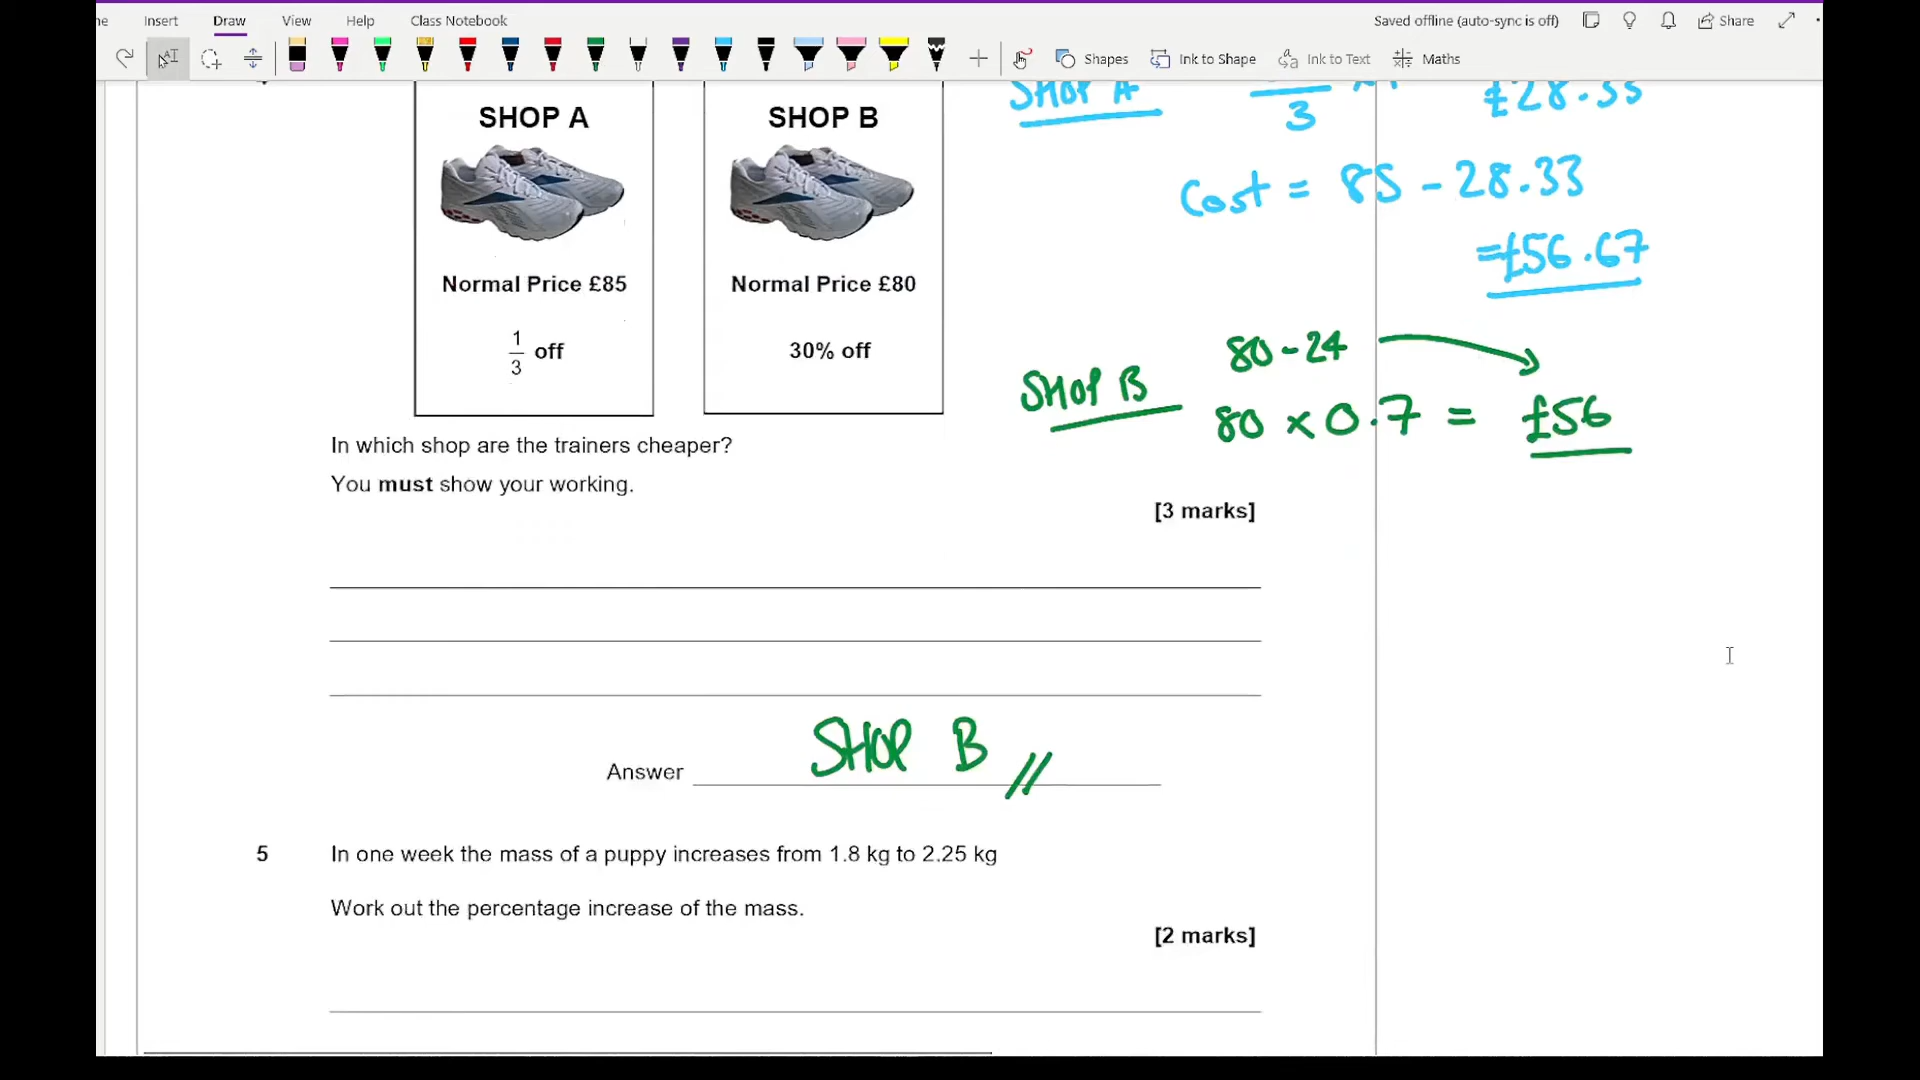 Insert Draw View Help Class Notebook Saved offline (auto-sync is off) Share
Shapes Ink to Shape Ink to Text Maths
SHOP A
SHOP B
Normal Price £85
Normal Price £80
1
3
off
30% off
SHOP A
3
£28.33
Cost = 85 - 28.33
= £56.67
80 - 24
SHOP B
80 × 0.7 = £56
In which shop are the trainers cheaper?
You must show your working.
[3 marks]
Answer SHOP B //
5 In one week the mass of a puppy increases from 1.8 kg to 2.25 kg
Work out the percentage increase of the mass.
[2 marks]